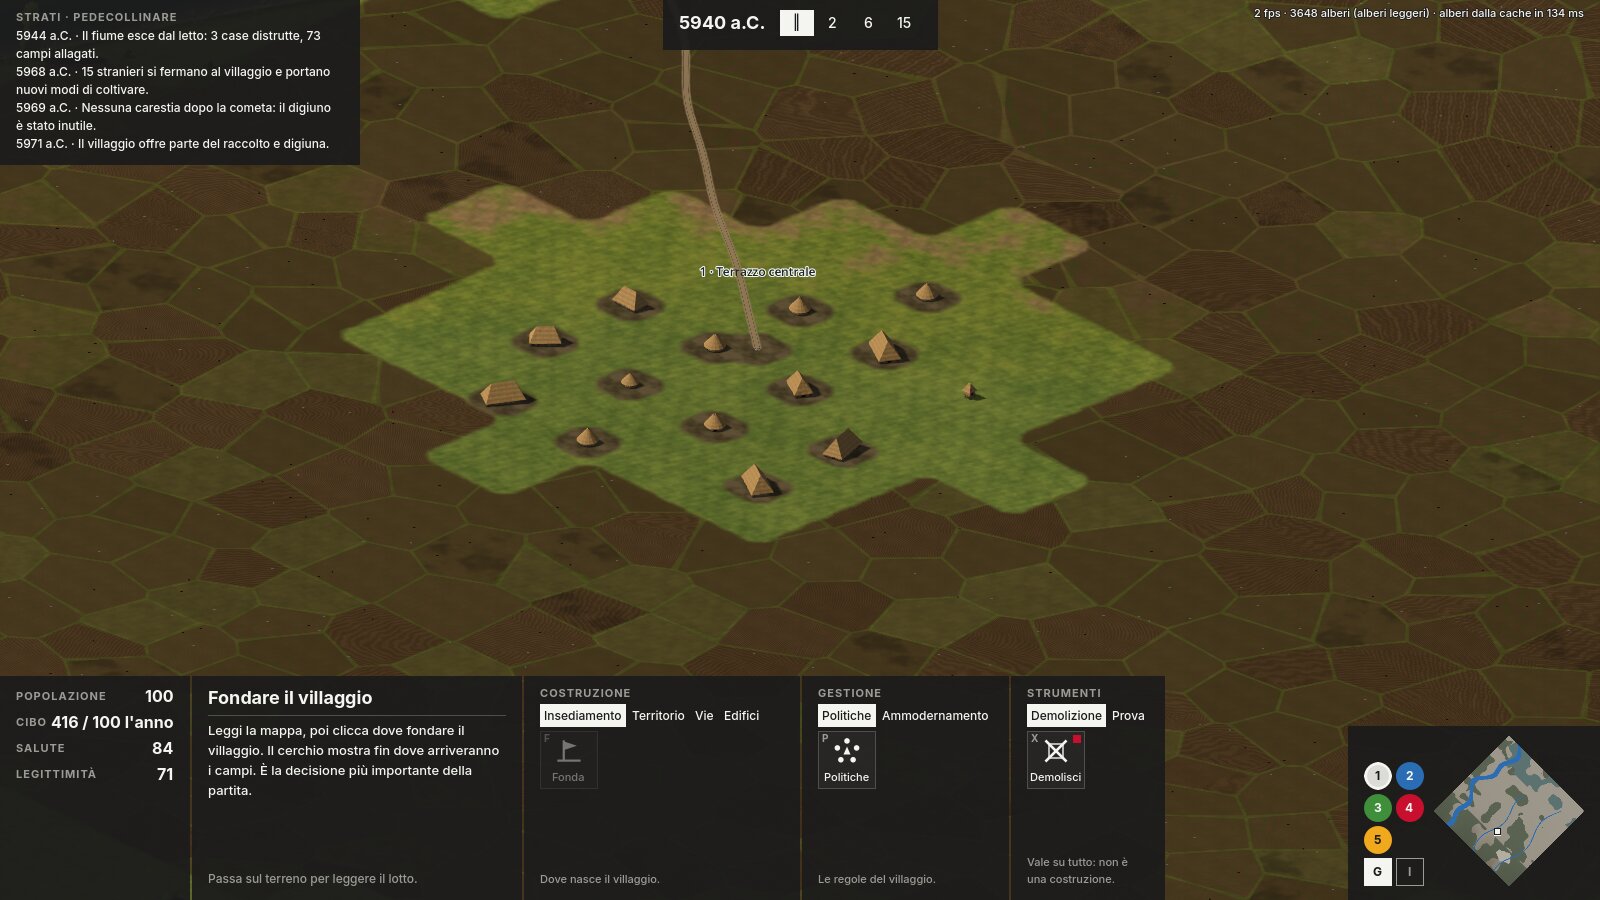 STRATI · PEDECOLLINARE
5944 a.C. · Il fiume esce dal letto: 3 case distrutte, 73
campi allagati.
5968 a.C. · 15 stranieri si fermano al villaggio e portano
nuovi modi di coltivare.
5969 a.C. · Nessuna carestia dopo la cometa: il digiuno
è stato inutile.
5971 a.C. · Il villaggio offre parte del raccolto e digiuna.
5940 a.C. 2 6 15
2 fps · 3648 alberi (alberi leggeri) · alberi dalla cache in 134 ms
1 · Terrazzo centrale
POPOLAZIONE 100
CIBO 416 / 100 l'anno
SALUTE 84
LEGITTIMITÀ 71
Fondare il villaggio
Leggi la mappa, poi clicca dove fondare il
villaggio. Il cerchio mostra fin dove arriveranno
i campi. È la decisione più importante della
partita.
Passa sul terreno per leggere il lotto.
COSTRUZIONE
Insediamento Territorio Vie Edifici
F
Fonda
Dove nasce il villaggio.
GESTIONE
Politiche Ammodernamento
P
Politiche
Le regole del villaggio.
STRUMENTI
Demolizione Prova
X
Demolisci
Vale su tutto: non è
una costruzione.
1 2
3 4
5
G I